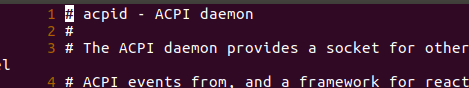 1 # acpid - ACPI daemon
2 #
3 # The ACPI daemon provides a socket for other
el
4 # ACPI events from, and a framework for react